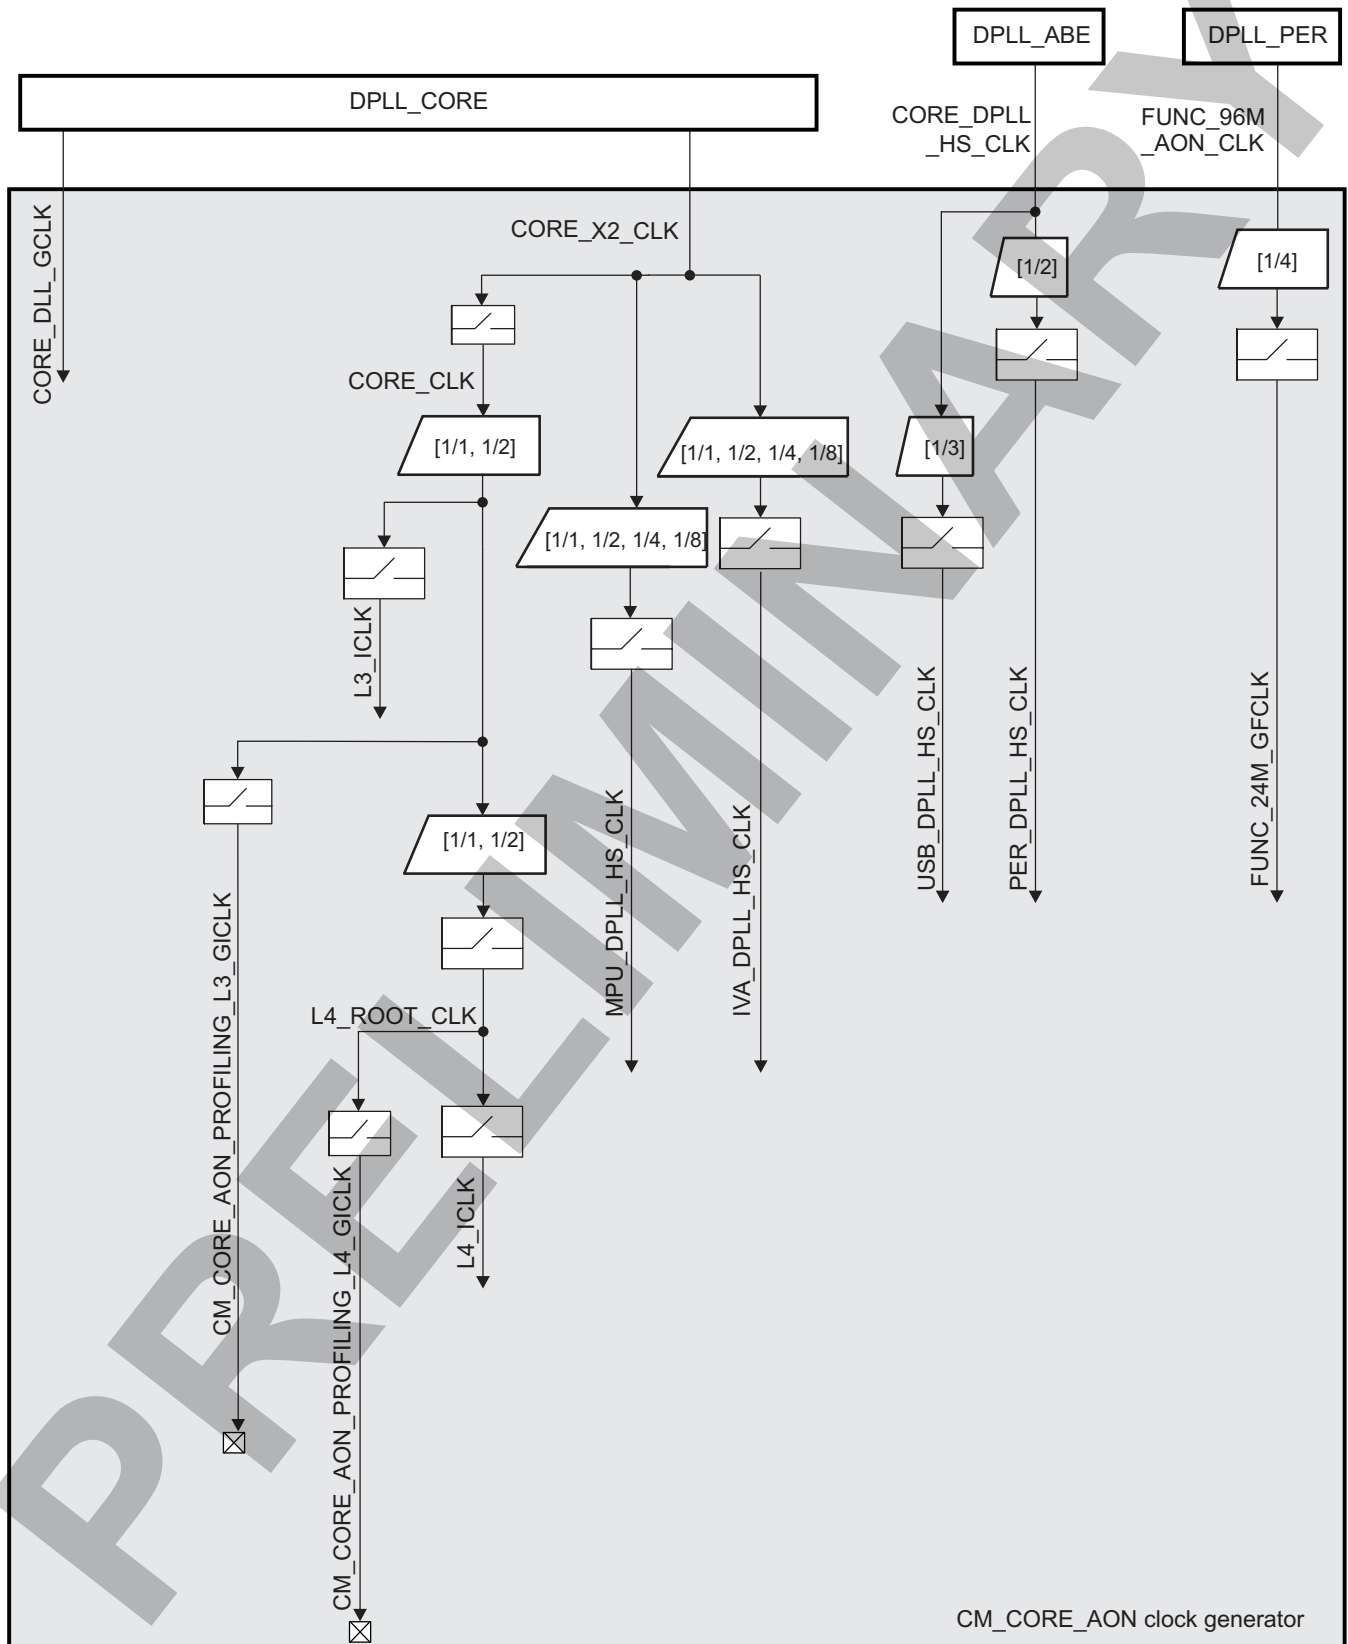 DPLL_ABE
DPLL_PER
DPLL_CORE
CORE_DPLL
_HS_CLK
FUNC_96M
_AON_CLK
CORE_DLL_GCLK
CORE_X2_CLK
[1/2]
[1/4]
CORE_CLK
[1/1, 1/2]
[1/1, 1/2, 1/4, 1/8]
[1/3]
[1/1, 1/2, 1/4, 1/8]
L3_ICLK
USB_DPLL_HS_CLK
PER_DPLL_HS_CLK
FUNC_24M_GFCLK
MPU_DPLL_HS_CLK
IVA_DPLL_HS_CLK
[1/1, 1/2]
CM_CORE_AON_PROFILING_L3_GICLK
L4_ROOT_CLK
CM_CORE_AON_PROFILING_L4_GICLK
L4_ICLK
CM_CORE_AON clock generator
PRELIMINARY